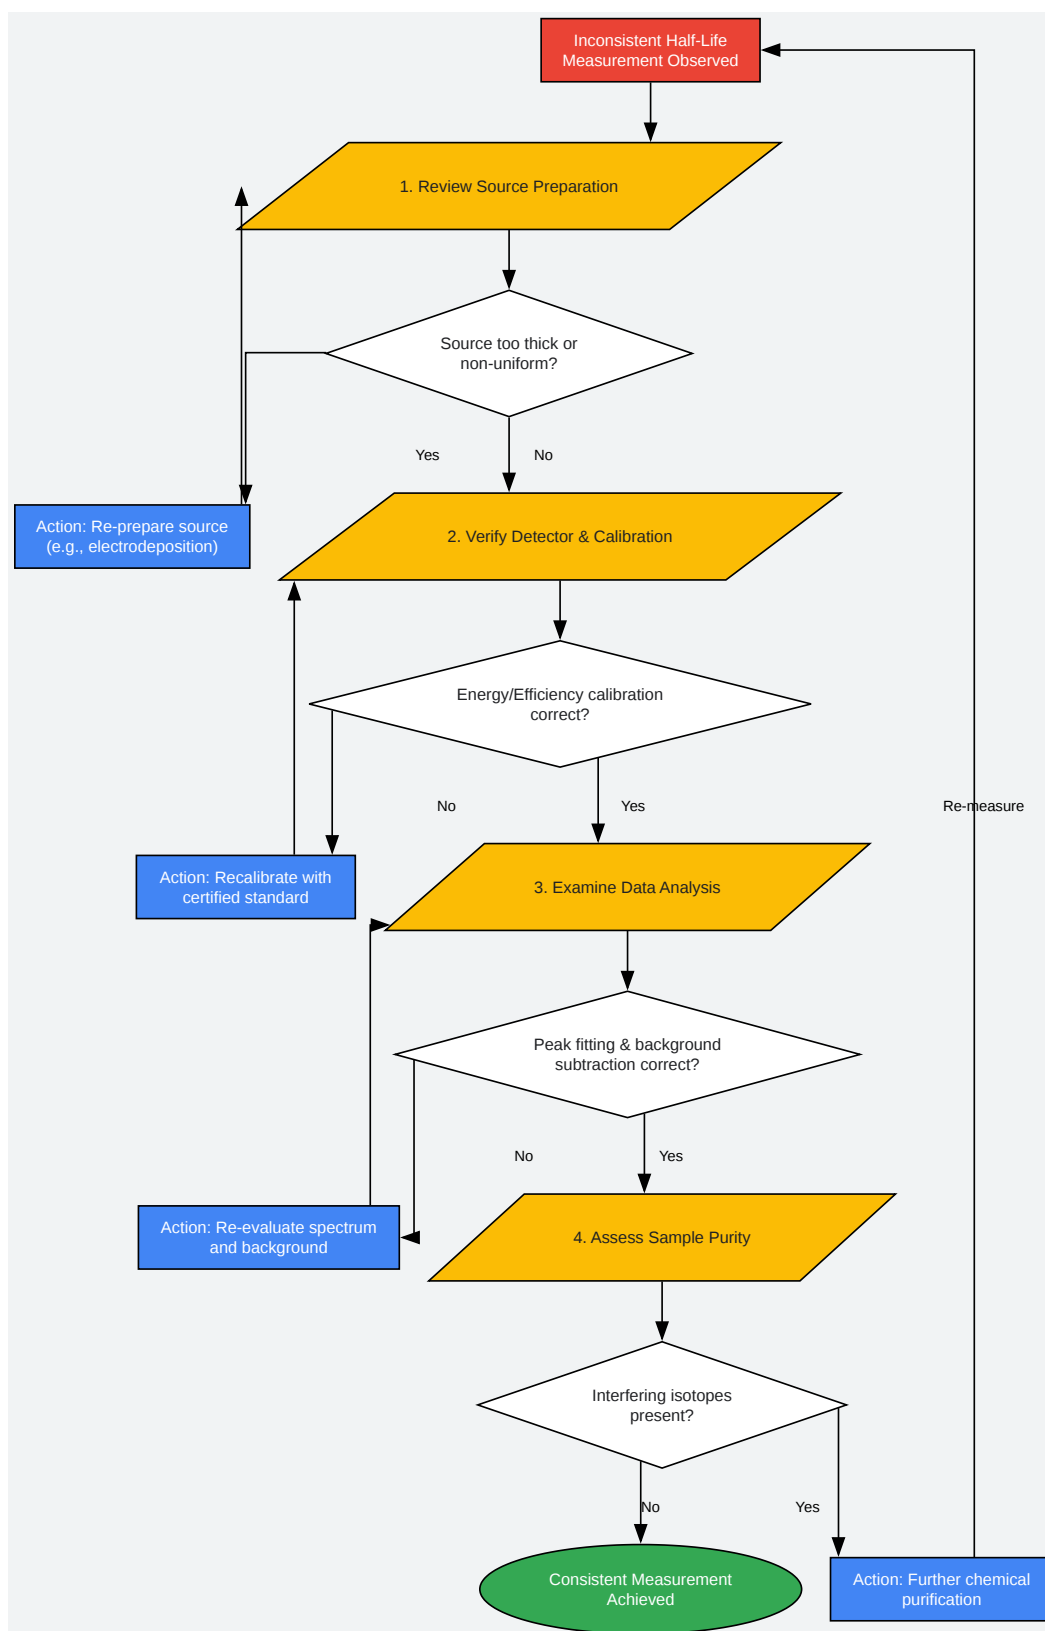 Inconsistent Half-Life
Measurement Observed
1. Review Source Preparation
Source too thick or
non-uniform?
Yes
No
Action: Re-prepare source
(e.g., electrodeposition)
2. Verify Detector & Calibration
Energy/Efficiency calibration
correct?
No
Yes
Re-measure
Action: Recalibrate with
certified standard
3. Examine Data Analysis
Peak fitting & background
subtraction correct?
No
Yes
Action: Re-evaluate spectrum
and background
4. Assess Sample Purity
Interfering isotopes
present?
No
Yes
Consistent Measurement
Achieved
Action: Further chemical
purification